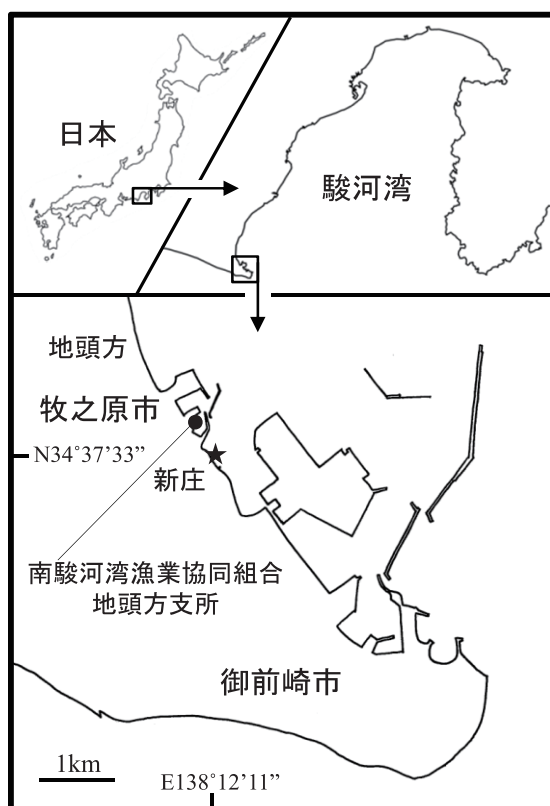 日本
駿河湾
地頭方
牧之原市
N34˚37’33”
新庄
南駿河湾漁業協同組合
地頭方支所
御前崎市
1km
E138˚12’11”